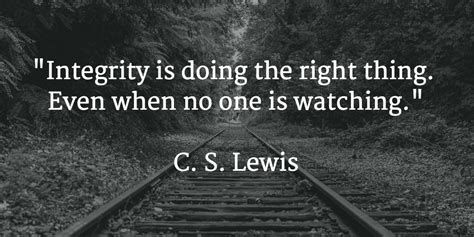 "Integrity is doing the right thing.
Even when no one is watching."
C. S. Lewis